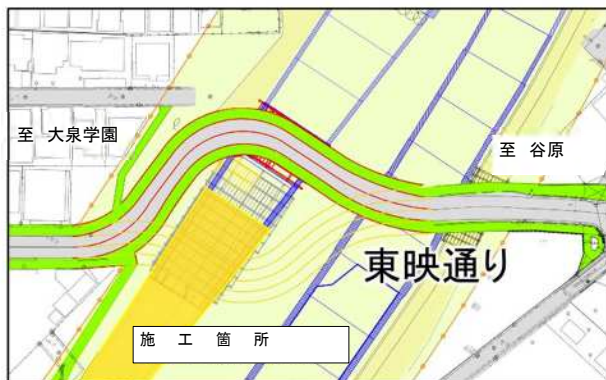 至 大泉学園
至 谷原
東映通り
施 工 箇 所